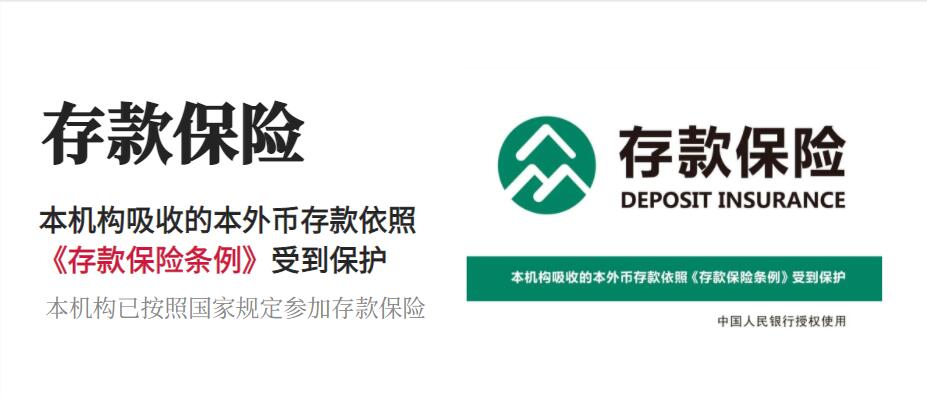 存款保险
本机构吸收的本外币存款依照
《存款保险条例》受到保护
本机构已按照国家规定参加存款保险
存款保险
DEPOSIT INSURANCE
本机构吸收的本外币存款依照《存款保险条例》受到保护
中国人民银行授权使用